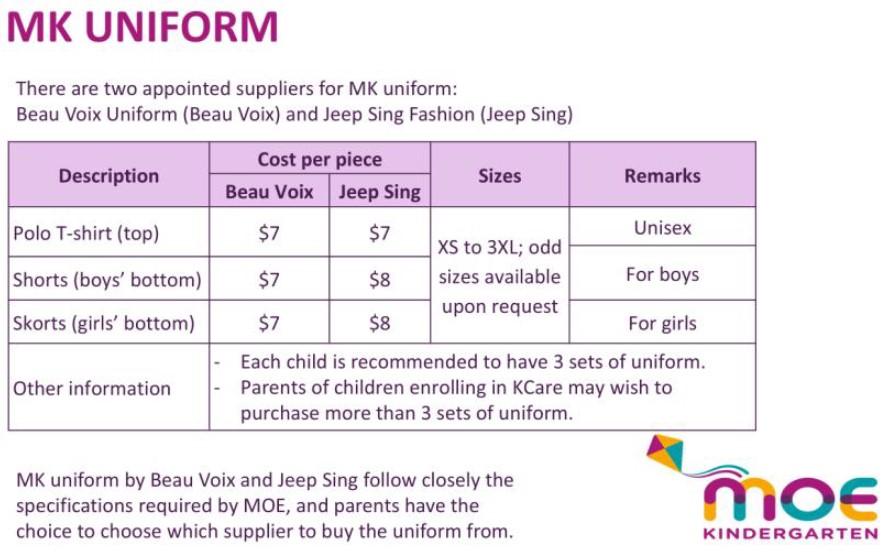 MK UNIFORM
There are two appointed suppliers for MK uniform:
Beau Voix Uniform (Beau Voix) and Jeep Sing Fashion (Jeep Sing)
Description
Cost per piece
Sizes
Remarks
Beau Voix
Jeep Sing
Polo T-shirt (top)
$7
$7
XS to 3XL; odd
sizes available
upon request
Unisex
Shorts (boys’ bottom)
$7
$8
For boys
Skorts (girls’ bottom)
$7
$8
For girls
Other information
- Each child is recommended to have 3 sets of uniform.
- Parents of children enrolling in KCare may wish to
purchase more than 3 sets of uniform.
MK uniform by Beau Voix and Jeep Sing follow closely the
specifications required by MOE, and parents have the
choice to choose which supplier to buy the uniform from.
moe
KINDERGARTEN